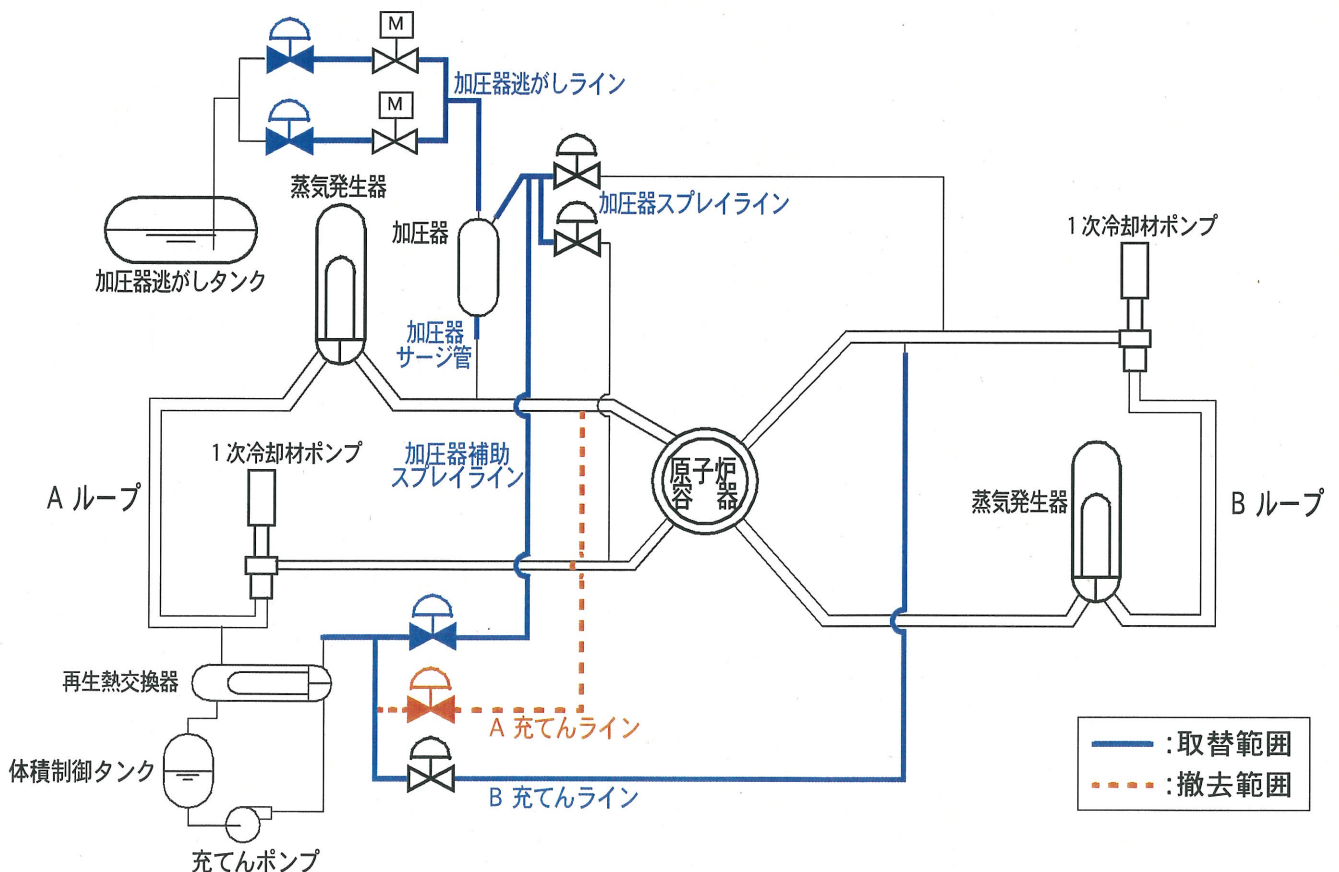 M
加圧器逃がしライン
M
蒸気発生器
加圧器
加圧器スプレイライン
1次冷却材ポンプ
加圧器逃がしタンク
加圧器
サージ管
加圧器補助
スプレイライン
1次冷却材ポンプ
原子炉
容器
Aループ
蒸気発生器
Bループ
再生熱交換器
A 充てんライン
体積制御タンク
B 充てんライン
充てんポンプ
:取替範囲
:撤去範囲